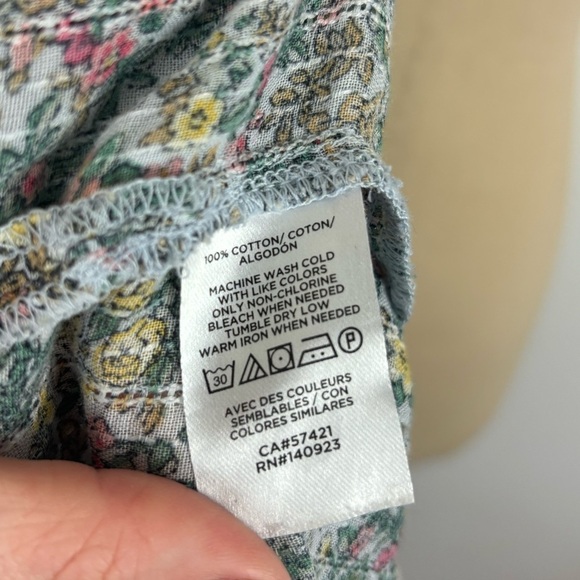 100% COTTON/ COTON/
ALGODÓN
MACHINE WASH COLD
WITH LIKE COLORS
ONLY NON-CHLORINE
BLEACH WHEN NEEDED
TUMBLE DRY LOW
WARM IRON WHEN NEEDED
30 P
AVEC DES COULEURS
SEMBLABLES / CON
COLORES SIMILARES
CA#57421
RN#140923